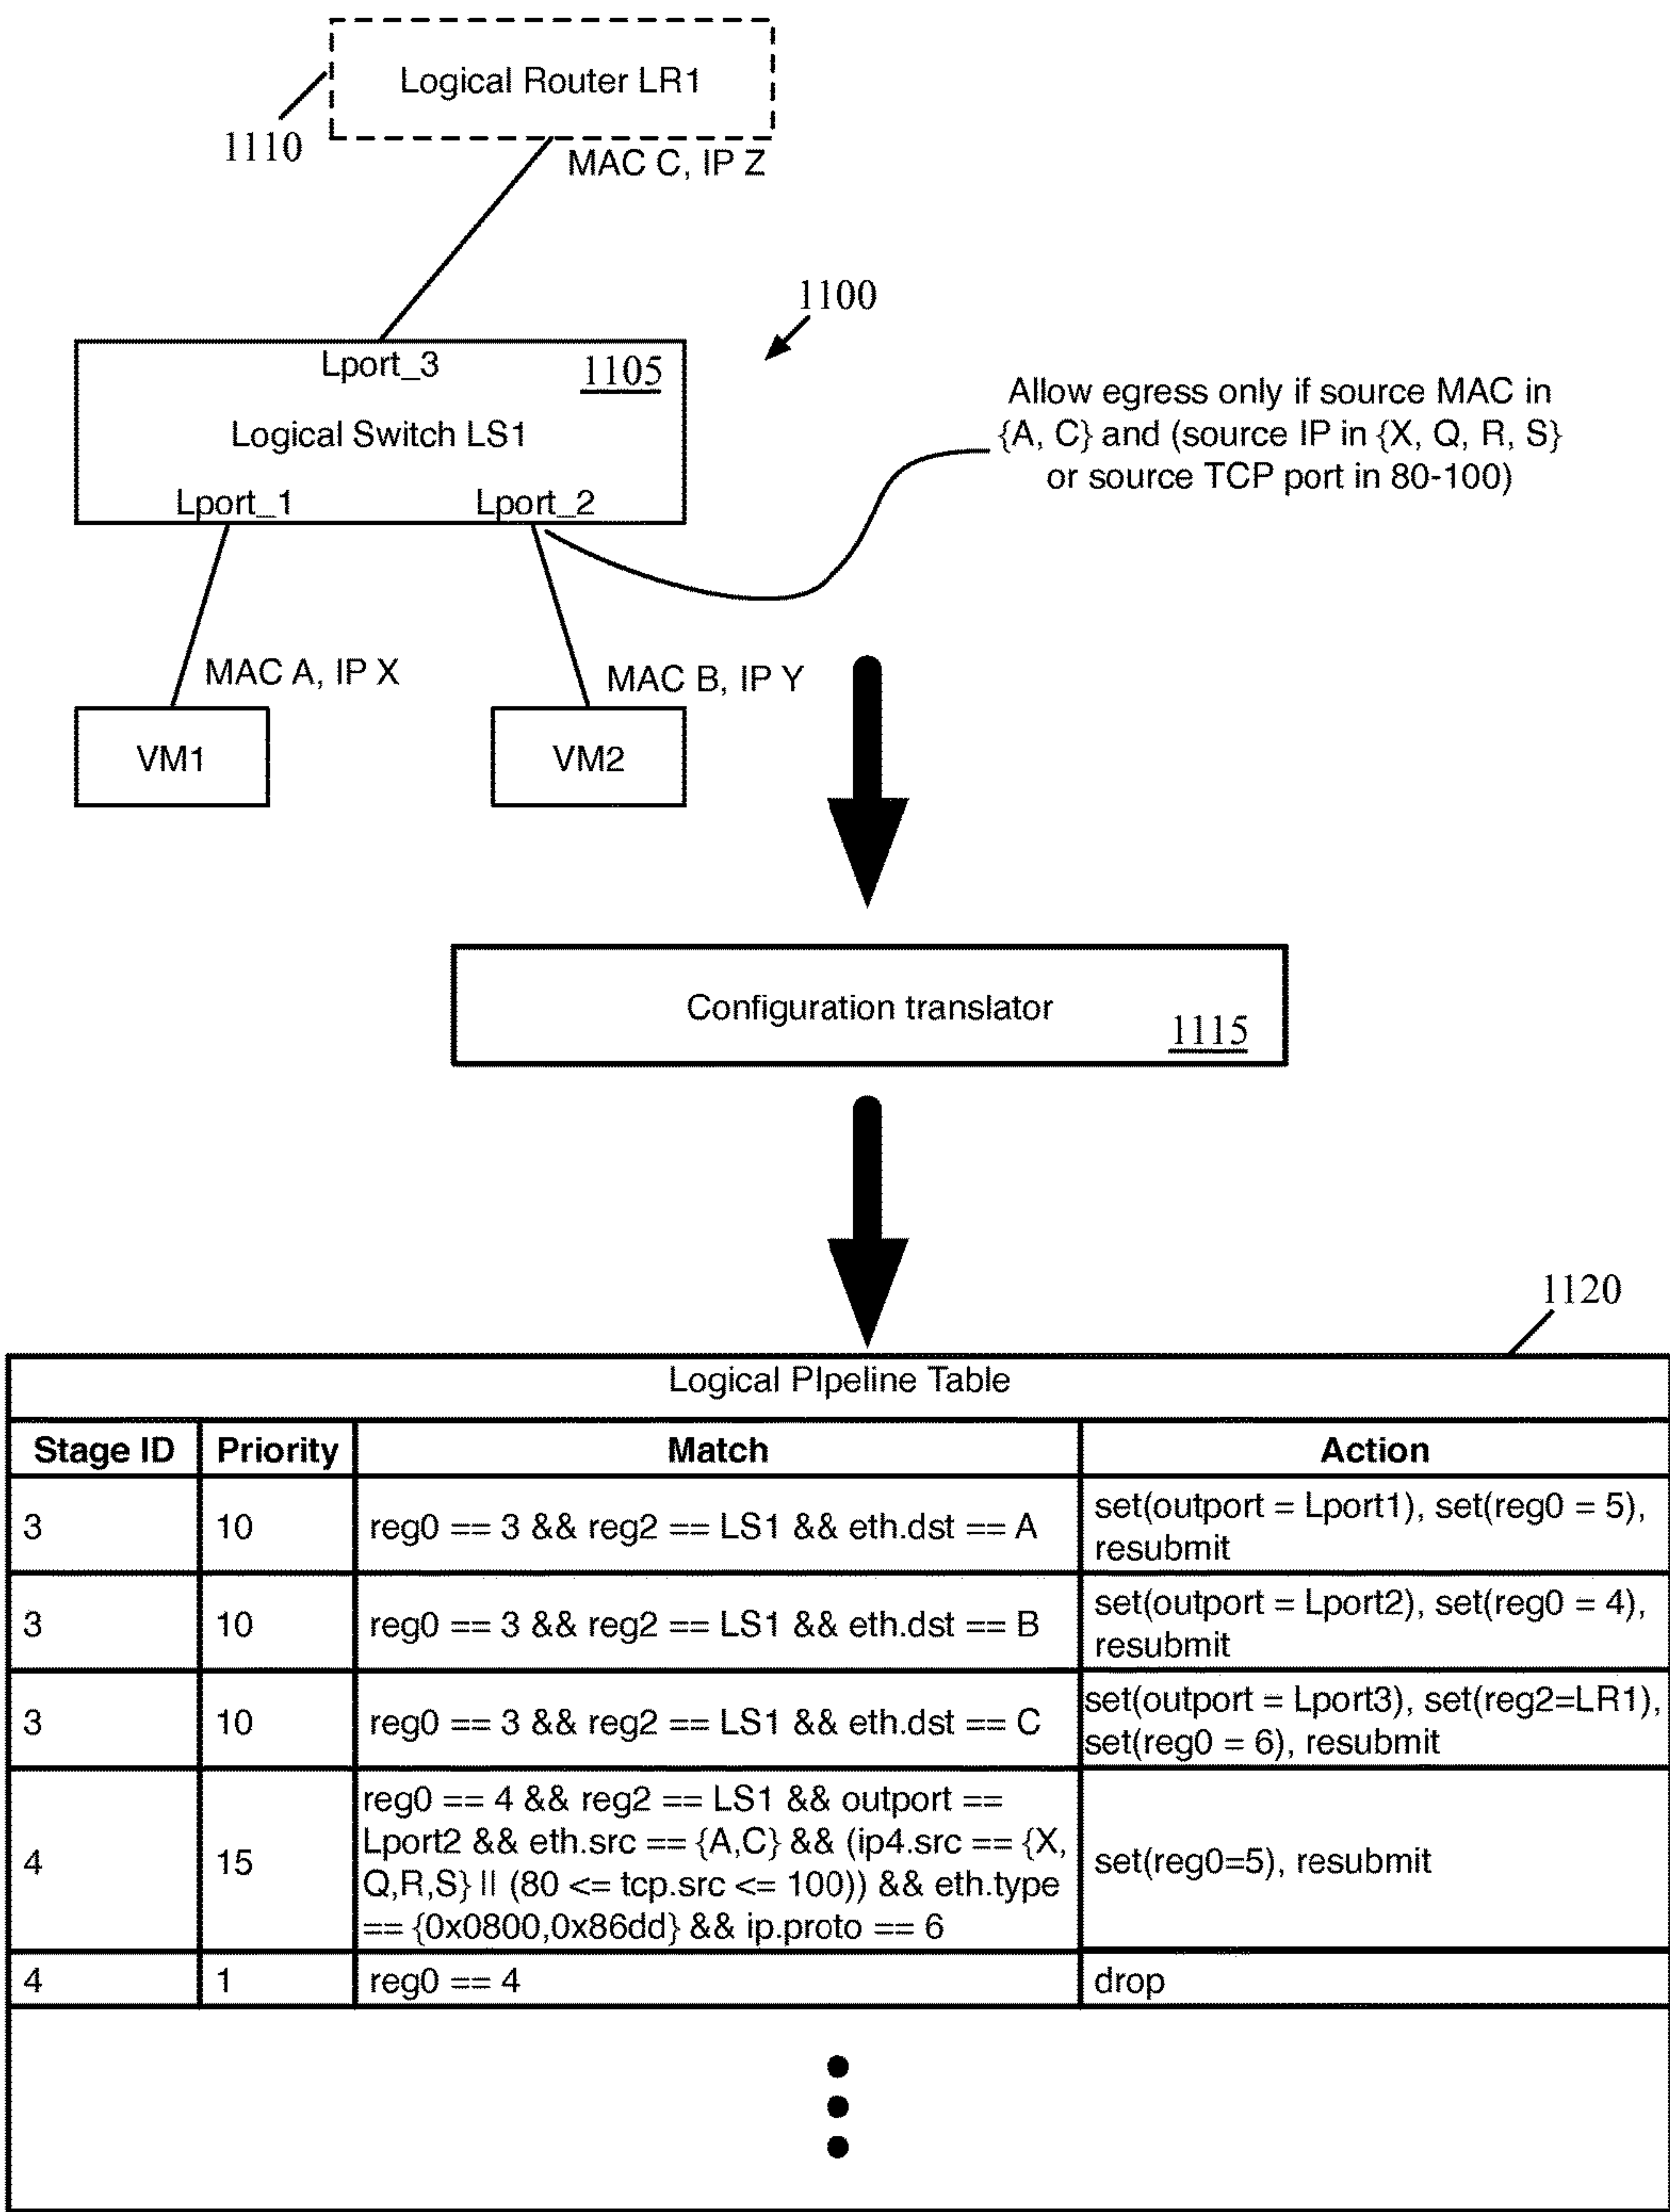 Logical Router LR1
1110
MAC C, IP Z
1100
Lport_3
1105
Logical Switch LS1
Lport_1
Lport_2
Allow egress only if source MAC in
{A, C} and (source IP in {X, Q, R, S}
or source TCP port in 80-100)
MAC A, IP X
MAC B, IP Y
VM1
VM2
Configuration translator
1115
1120
Logical PIpeline Table
Stage ID Priority Match Action
3 10 reg0 == 3 && reg2 == LS1 && eth.dst == A
set(outport = Lport1), set(reg0 = 5),
resubmit
3 10 reg0 == 3 && reg2 == LS1 && eth.dst == B
set(outport = Lport2), set(reg0 = 4),
resubmit
3 10 reg0 == 3 && reg2 == LS1 && eth.dst == C
set(outport = Lport3), set(reg2=LR1),
set(reg0 = 6), resubmit
4 15
reg0 == 4 && reg2 == LS1 && outport ==
Lport2 && eth.src == {A,C} && (ip4.src == {X,
Q,R,S} || (80 <= tcp.src <= 100)) && eth.type
== {0x0800,0x86dd} && ip.proto == 6
set(reg0=5), resubmit
4 1 reg0 == 4 drop